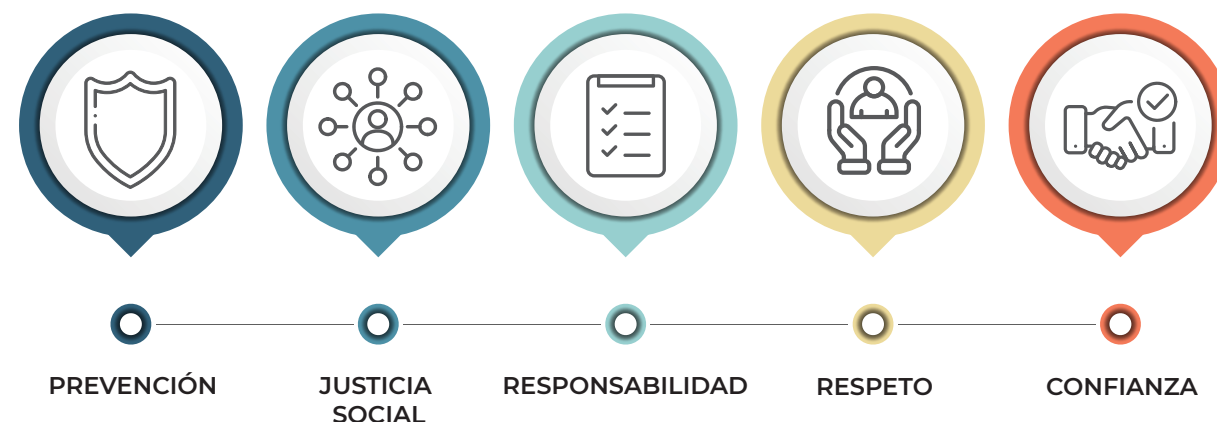 PREVENCIÓN
JUSTICIA
SOCIAL
RESPONSABILIDAD
RESPETO
CONFIANZA